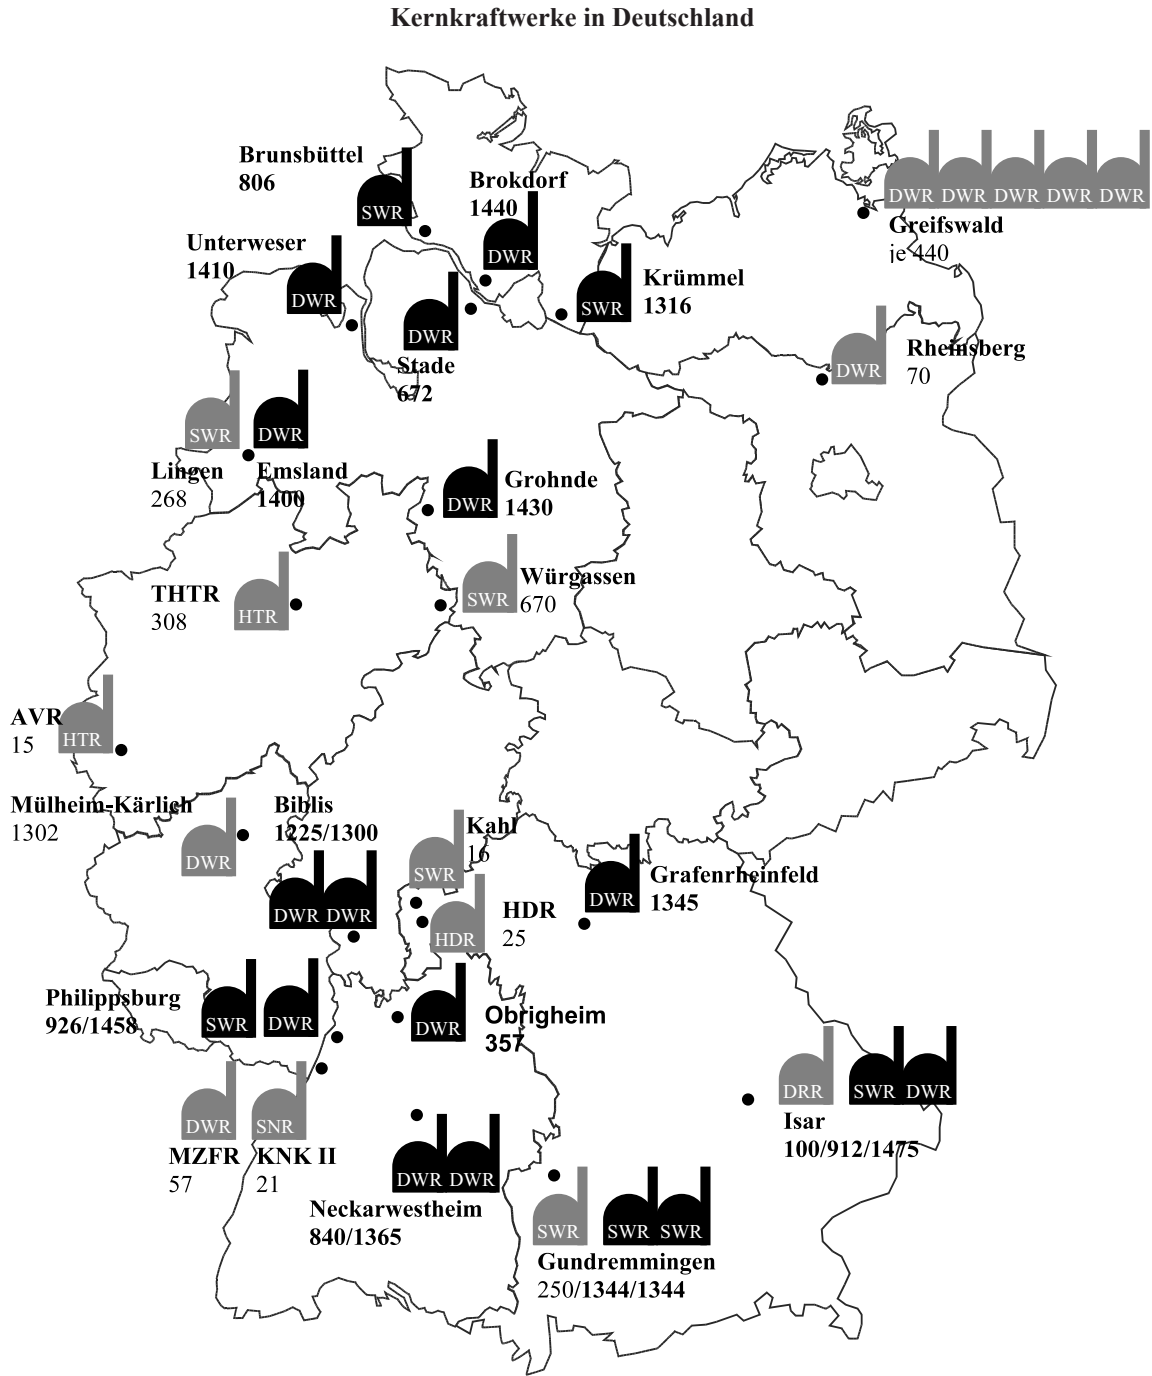 Kernkraftwerke in Deutschland
Brunsbüttel
806
SWR
Brokdorf
1440
DWR
DWR DWR DWR DWR DWR
Greifswald
je 440
Unterweser
1410
DWR
Krümmel
1316
SWR
DWR
Stade
672
DWR
Rheinsberg
70
SWR
DWR
Lingen
268
Emsland
1400
DWR
Grohnde
1430
THTR
308
HTR
SWR
Würgassen
670
AVR
15
HTR
Mülheim-Kärlich
1302
DWR
Biblis
1225/1300
DWR DWR
Kahl
16
SWR
HDR
25
HDR
DWR
Grafenrheinfeld
1345
Philippsburg
926/1458
SWR
DWR
DWR
Obrigheim
357
DWR
SNR
MZFR
57
KNK II
21
DRR
SWR DWR
Isar
100/912/1475
DWR DWR
Neckarwestheim
840/1365
SWR
SWR SWR
Gundremmingen
250/1344/1344